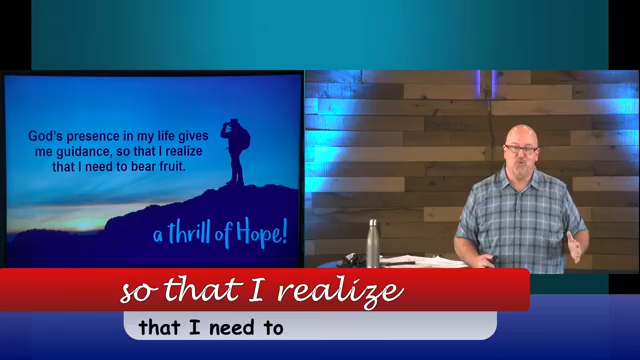 God's presence in my life gives
me guidance, so that I realize
that I need to bear fruit.
a thrill of Hope!
so that I realize
that I need to